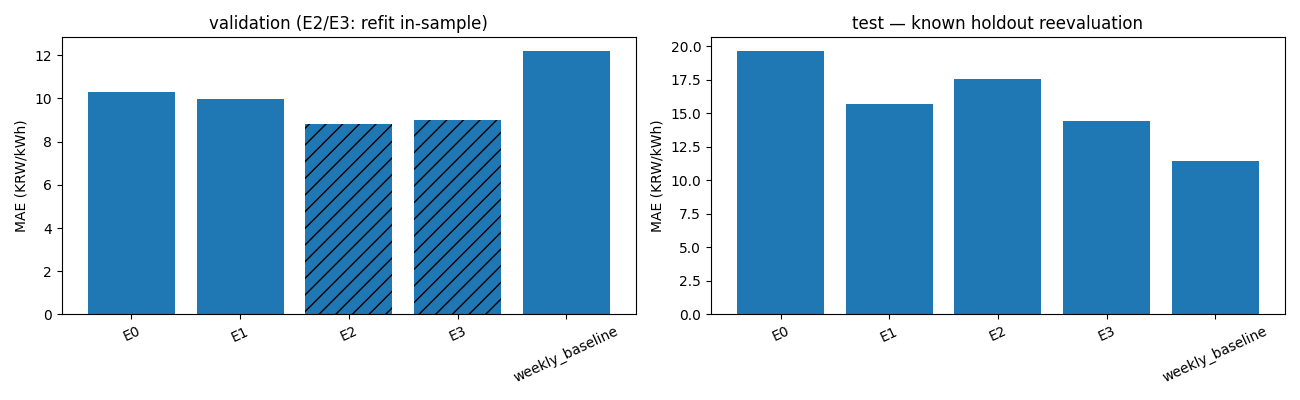 validation (E2/E3: refit in-sample)
MAE (KRW/kWh)
12
10
8
6
4
2
0
E0
E1
E2
E3
weekly_baseline
test — known holdout reevaluation
MAE (KRW/kWh)
20.0
17.5
15.0
12.5
10.0
7.5
5.0
2.5
0.0
E0
E1
E2
E3
weekly_baseline